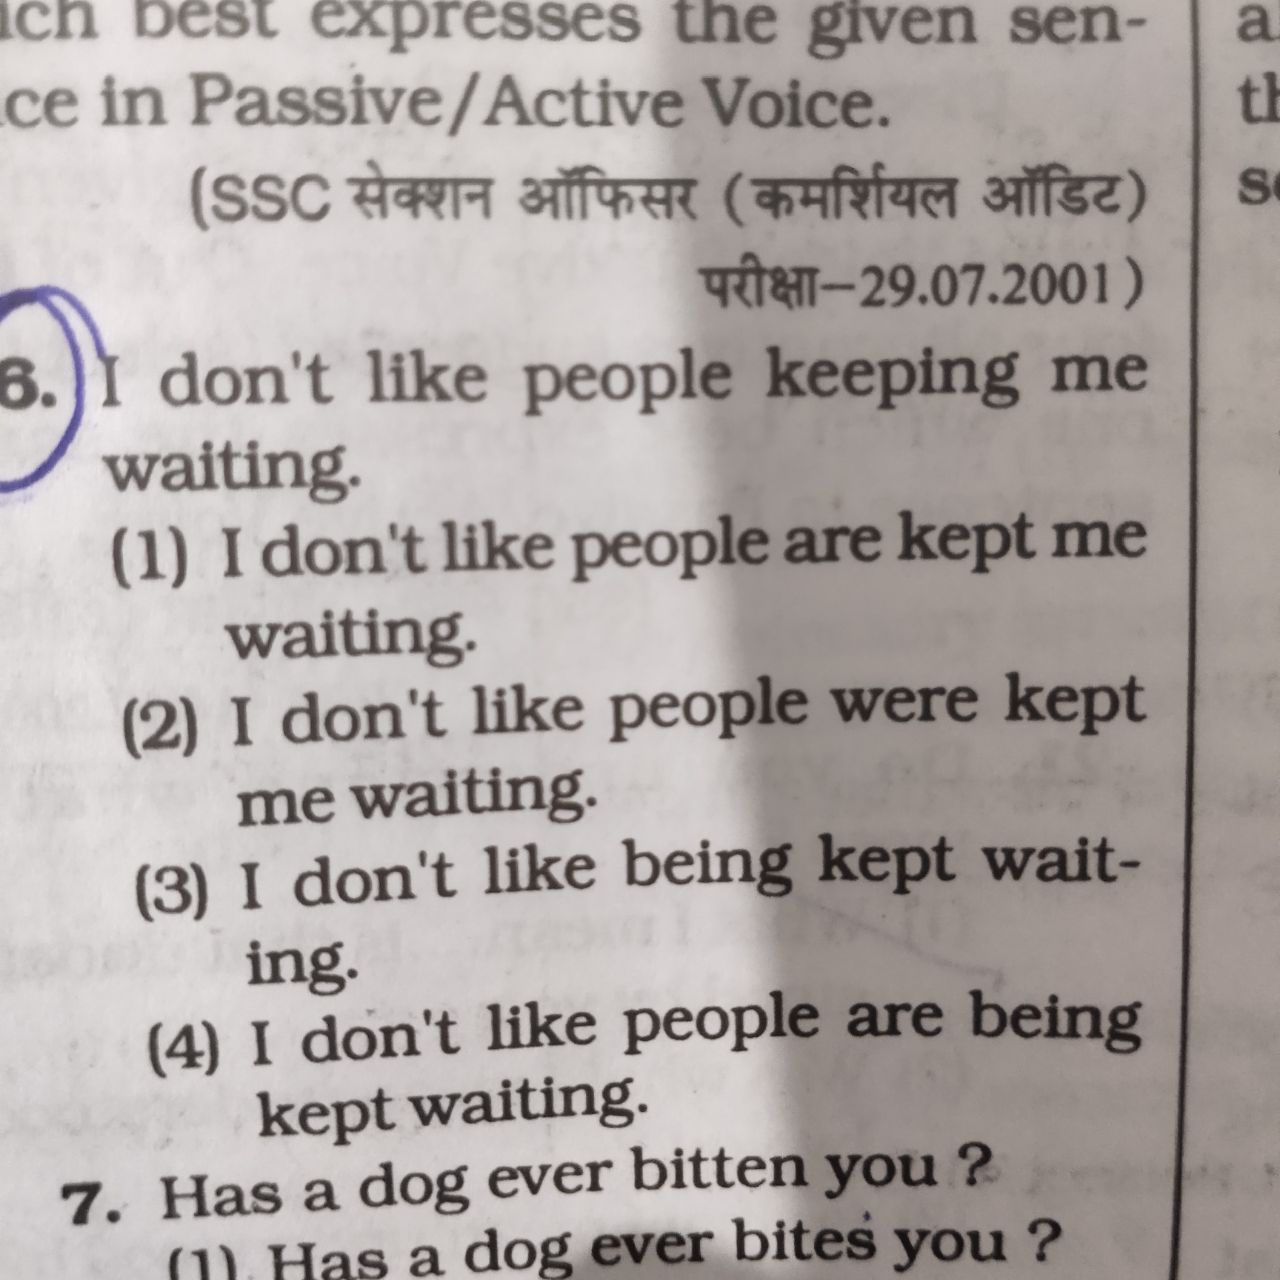 ich best expresses the given sen-
ce in Passive/Active Voice.
(SSC सेक्शन ऑफिसर (कमर्शियल ऑडिट)
परीक्षा–29.07.2001)
6. I don't like people keeping me
waiting.
(1) I don't like people are kept me
waiting.
(2) I don't like people were kept
me waiting.
(3) I don't like being kept wait-
ing.
(4) I don't like people are being
kept waiting.
7. Has a dog ever bitten you ?
(1) Has a dog ever bites you ?